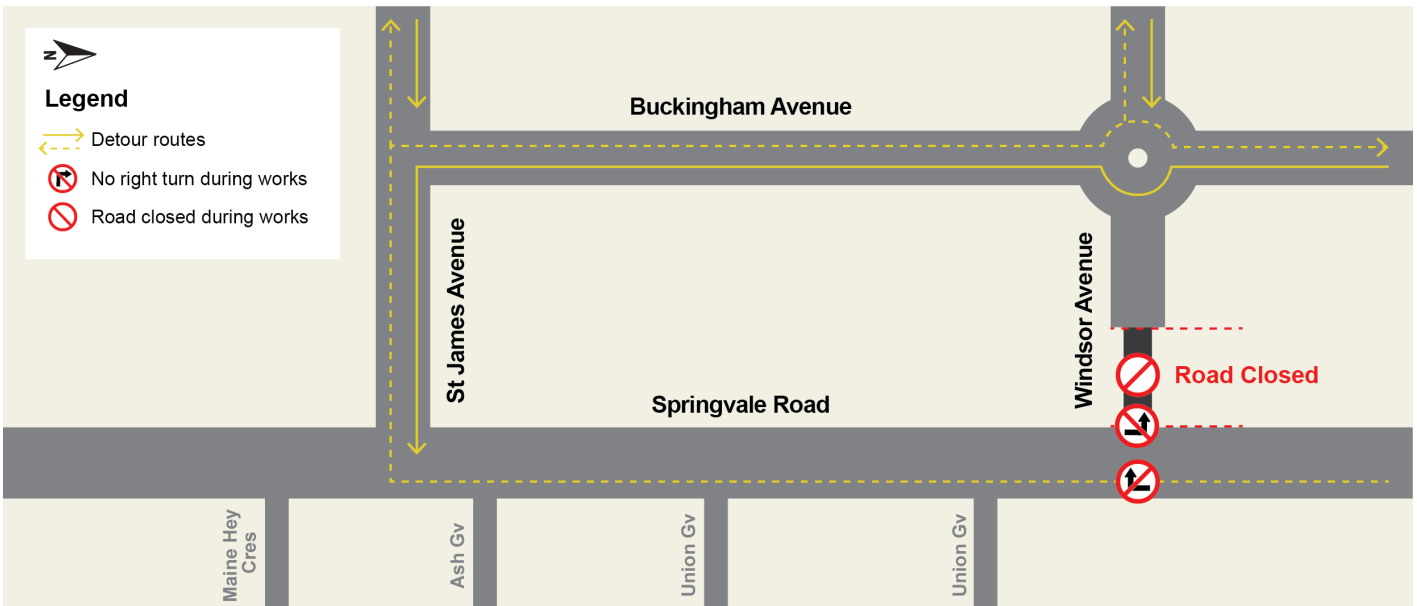 N
Legend
Detour routes
No right turn during works
Road closed during works
Buckingham Avenue
St James Avenue
Windsor Avenue
Road Closed
Springvale Road
Maine Hey
Cres
Ash Gv
Union Gv
Union Gv